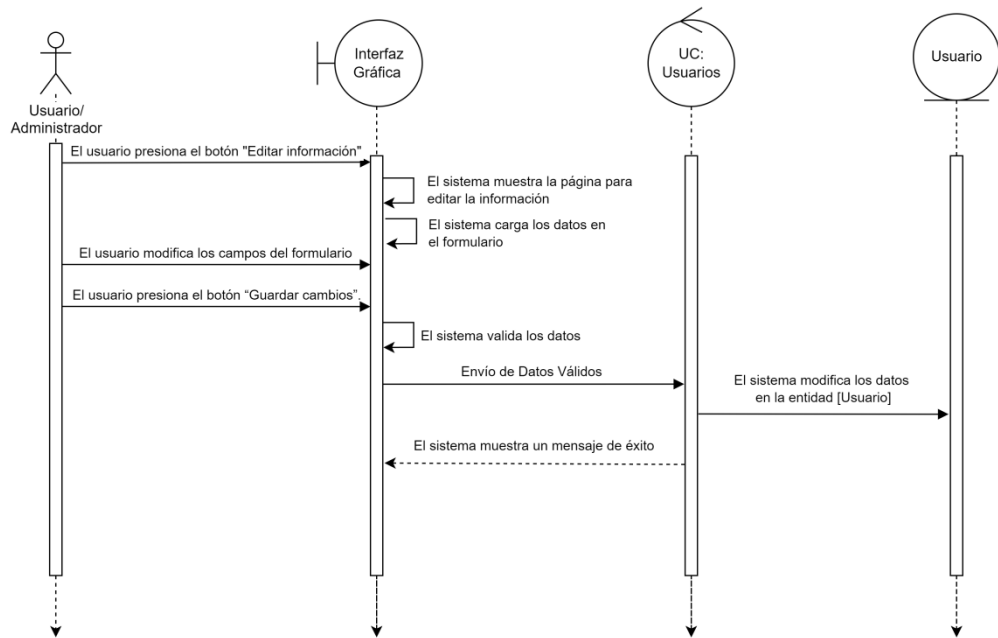 Usuario/
Administrador
Interfaz
Gráfica
UC:
Usuarios
Usuario
El usuario presiona el botón "Editar información"
El sistema muestra la página para
editar la información
El sistema carga los datos en
el formulario
El usuario modifica los campos del formulario
El usuario presiona el botón “Guardar cambios”.
El sistema valida los datos
Envío de Datos Válidos
El sistema modifica los datos
en la entidad [Usuario]
El sistema muestra un mensaje de éxito